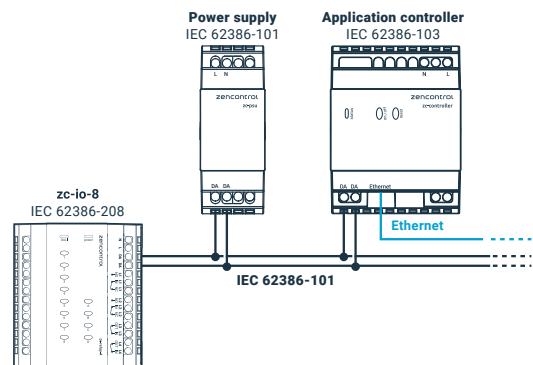 Power supply
IEC 62386-101
Application controller
IEC 62386-103
L N
N L
zencontrol
zc-psu
zencontrol
zc-controller
DA DA
DA DA Ethernet
zc-io-8
IEC 62386-208
Ethernet
zencontrol
IEC 62386-101